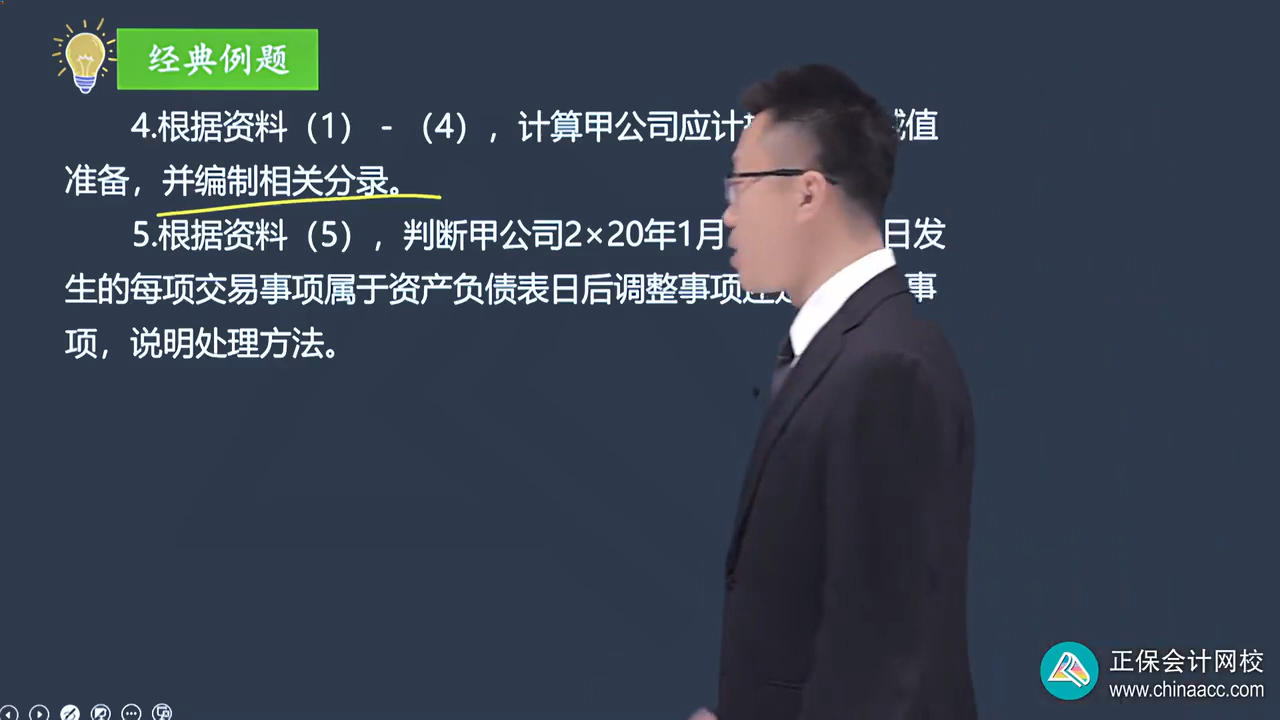 经典例题
4.根据资料（1）-（4），计算甲公司应计 值
准备，并编制相关分录。
5.根据资料（5），判断甲公司2×20年1月 日发
生的每项交易事项属于资产负债表日后调整事项 事
项，说明处理方法。
正保会计网校
www.chinaacc.com